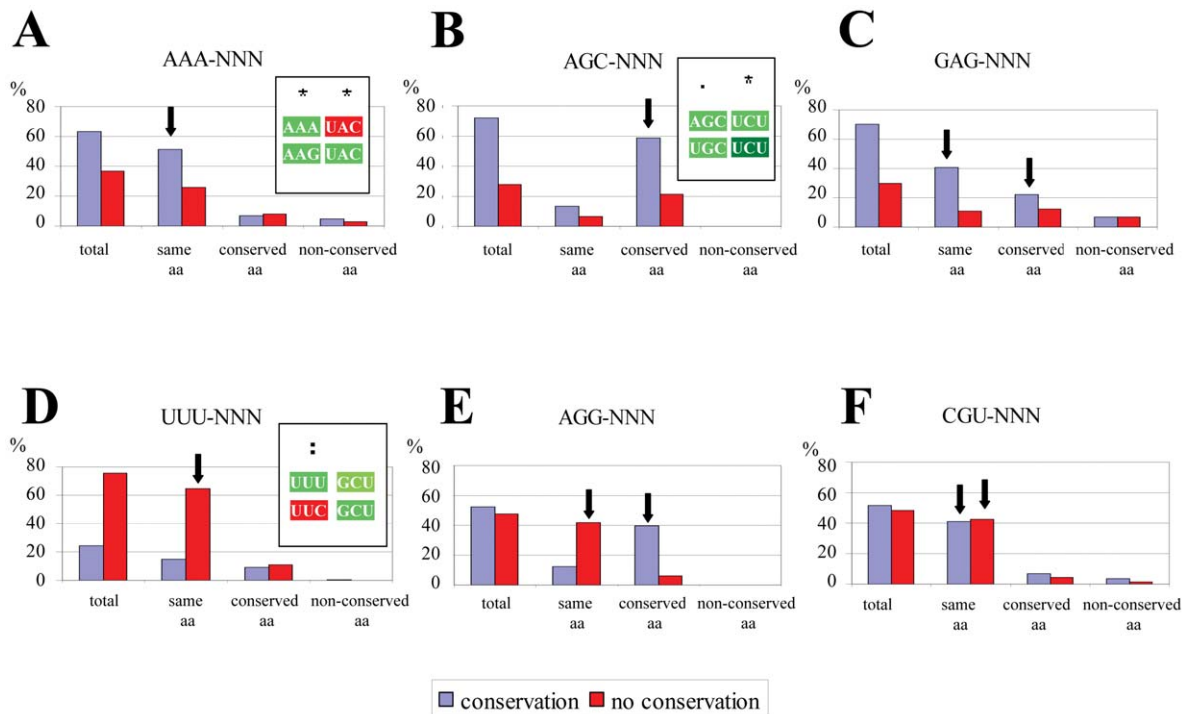 A
AAA-NNN
%
80
60
40
20
0
* *
AAA UAC
AAG UAC
total same aa conserved aa non-conserved aa
B
AGC-NNN
%
80
60
40
20
0
. *
AGC UCU
UGC UCU
total same aa conserved aa non-conserved aa
C
GAG-NNN
%
80
60
40
20
0
total same aa conserved aa non-conserved aa
D
UUU-NNN
%
80
60
40
20
0
:
UUU GCU
UUC GCU
total same aa conserved aa non-conserved aa
E
AGG-NNN
%
80
60
40
20
0
total same aa conserved aa non-conserved aa
F
CGU-NNN
%
80
60
40
20
0
total same aa conserved aa non-conserved aa
conservation no conservation